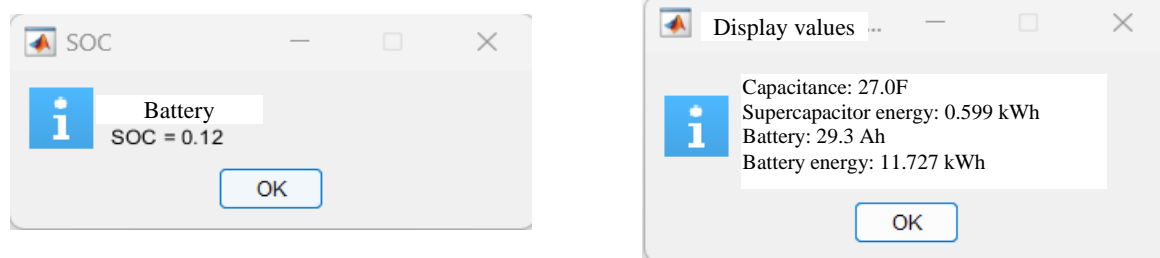 SOC
Battery
SOC = 0.12
OK
Display values ...
Capacitance: 27.0F
Supercapacitor energy: 0.599 kWh
Battery: 29.3 Ah
Battery energy: 11.727 kWh
OK